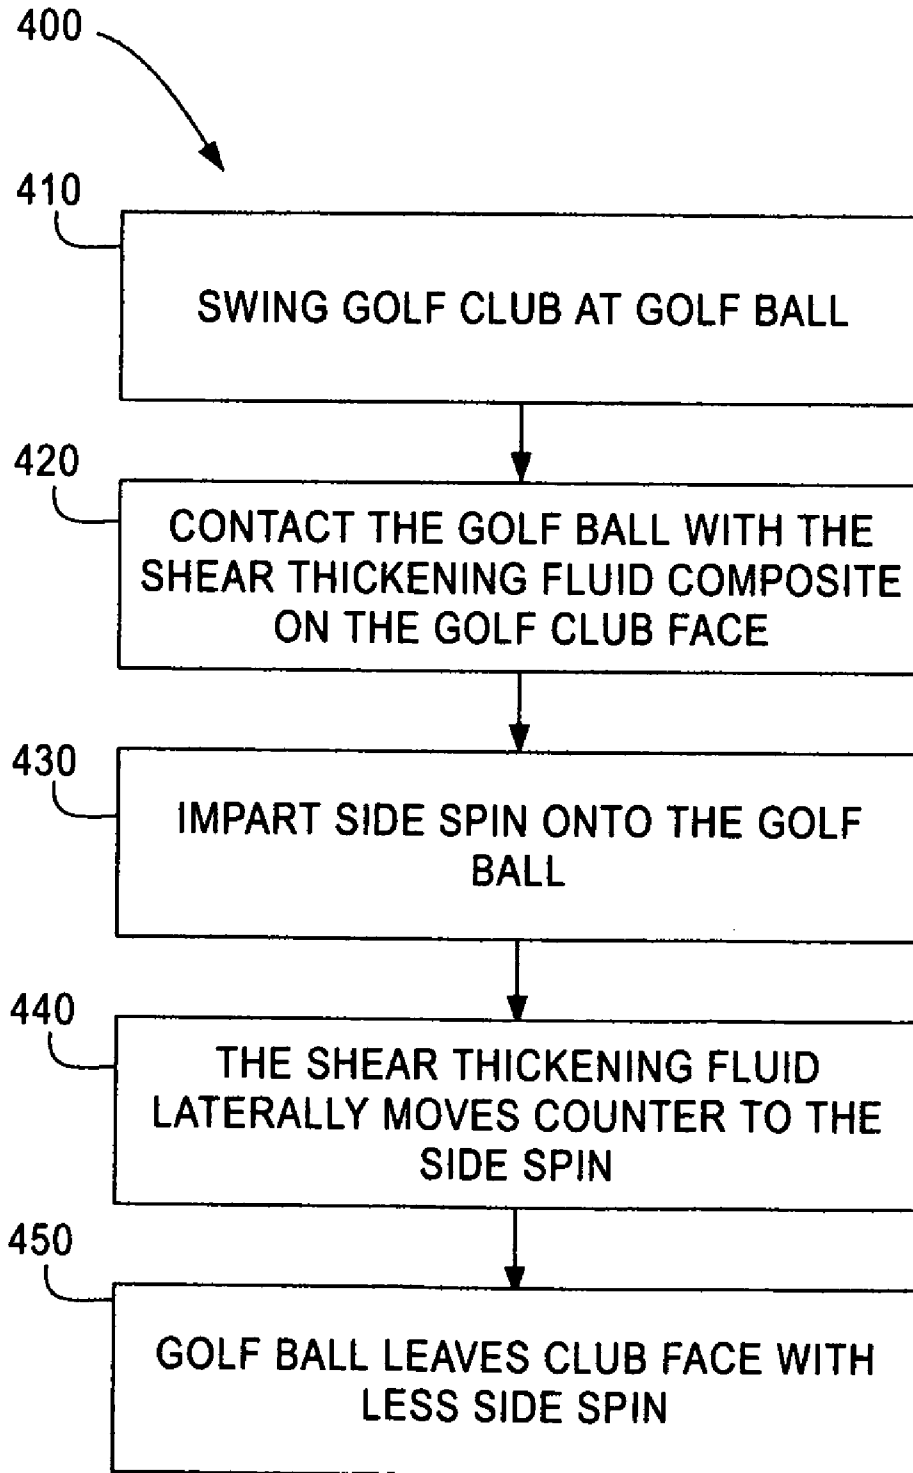 400
410
SWING GOLF CLUB AT GOLF BALL
420
CONTACT THE GOLF BALL WITH THE
SHEAR THICKENING FLUID COMPOSITE
ON THE GOLF CLUB FACE
430
IMPART SIDE SPIN ONTO THE GOLF
BALL
440
THE SHEAR THICKENING FLUID
LATERALLY MOVES COUNTER TO THE
SIDE SPIN
450
GOLF BALL LEAVES CLUB FACE WITH
LESS SIDE SPIN